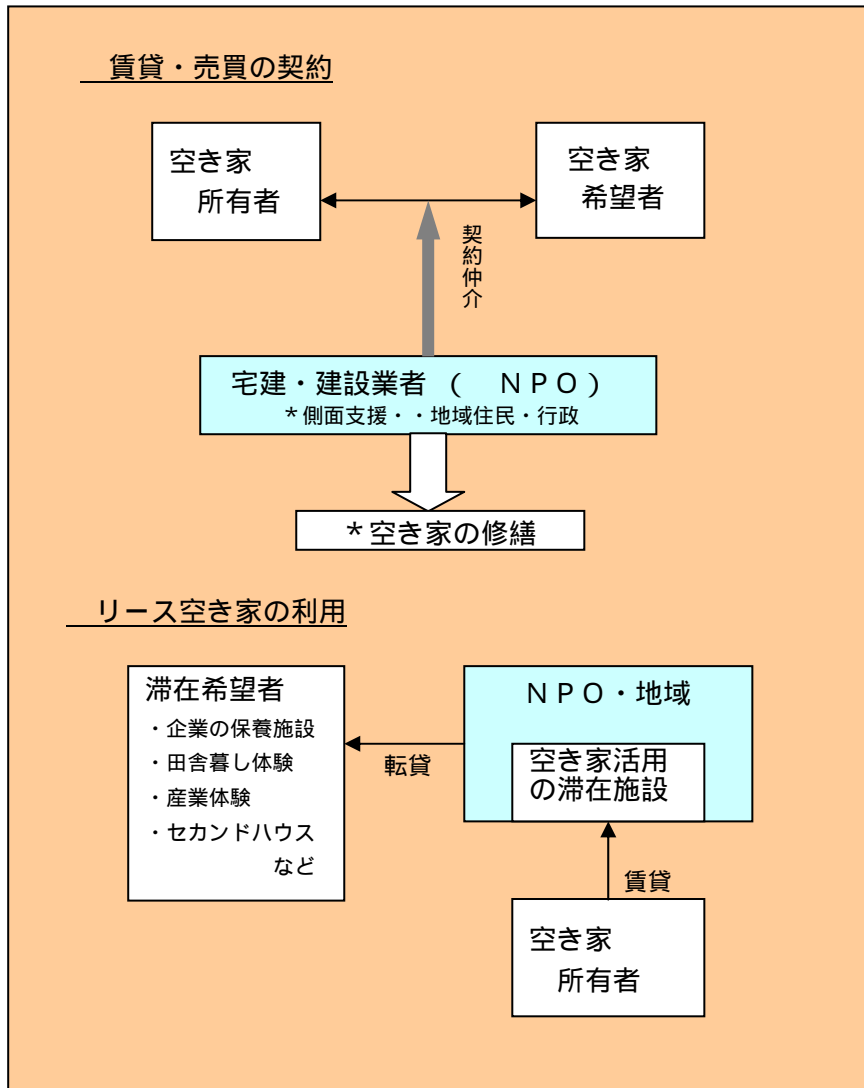 賃貸・売買の契約
空き家
所有者
空き家
希望者
契約仲介
宅建・建設業者 （　ＮＰＯ）
*側面支援・・地域住民・行政
*空き家の修繕
リース空き家の利用
滞在希望者
・企業の保養施設
・田舎暮し体験
・産業体験
・セカンドハウス
など
転貸
ＮＰＯ・地域
空き家活用
の滞在施設
賃貸
空き家
所有者